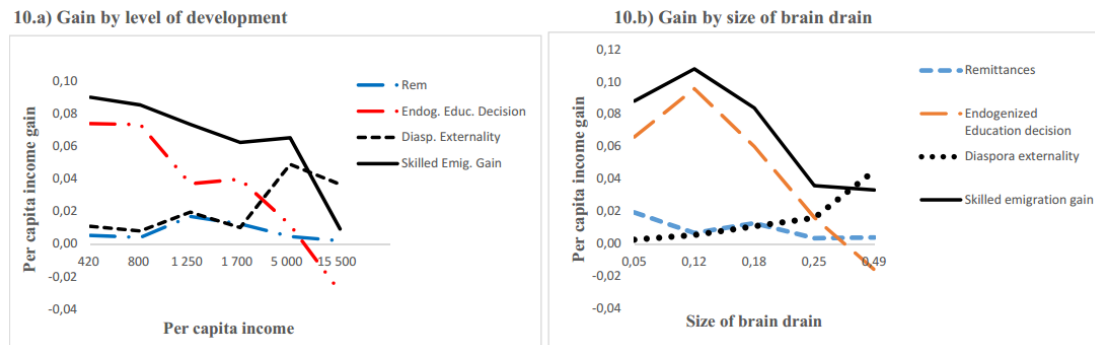 10.a) Gain by level of development
Per capita income gain
0,10
0,08
0,06
0,04
0,02
0,00
-0,02
-0,04
420 800 1 250 1 700 5 000 15 500
Per capita income
Rem
Endog. Educ. Decision
Diasp. Externality
Skilled Emig. Gain
10.b) Gain by size of brain drain
Per capita income gain
0,12
0,10
0,08
0,06
0,04
0,02
0,00
-0,02
-0,04
0,05 0,12 0,18 0,25 0,49
Size of brain drain
Remittances
Endogenized
Education decision
Diaspora externality
Skilled emigration gain